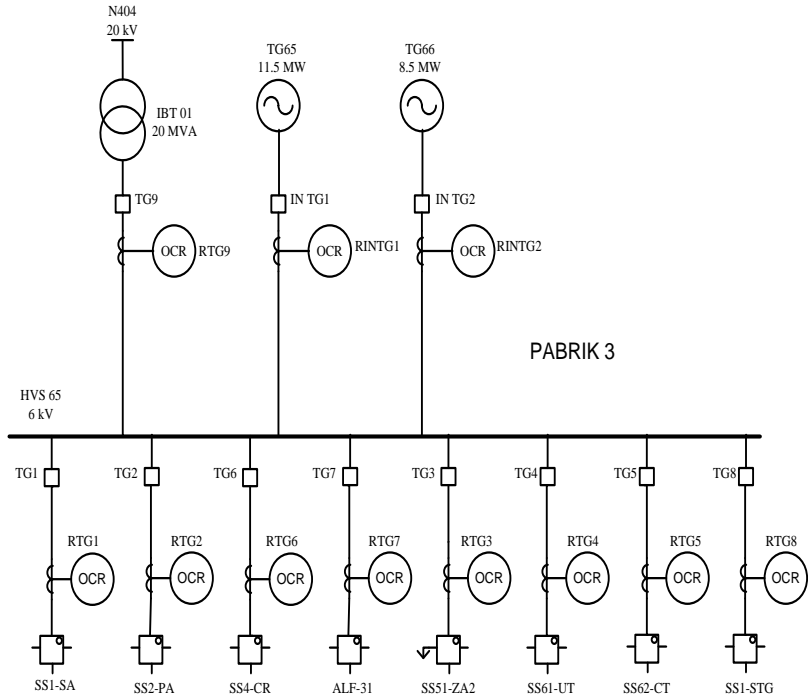 N404
20 kV
TG65
11.5 MW
TG66
8.5 MW
IBT 01
20 MVA
TG9
IN TG1
IN TG2
OCR
RTG9
OCR
RINTG1
OCR
RINTG2
PABRIK 3
HVS 65
6 kV
TG1
TG2
TG6
TG7
TG3
TG4
TG5
TG8
RTG1
RTG2
RTG6
RTG7
RTG3
RTG4
RTG5
RTG8
OCR
OCR
OCR
OCR
OCR
OCR
OCR
OCR
SS1-SA
SS2-PA
SS4-CR
ALF-31
SS51-ZA2
SS61-UT
SS62-CT
SS1-STG